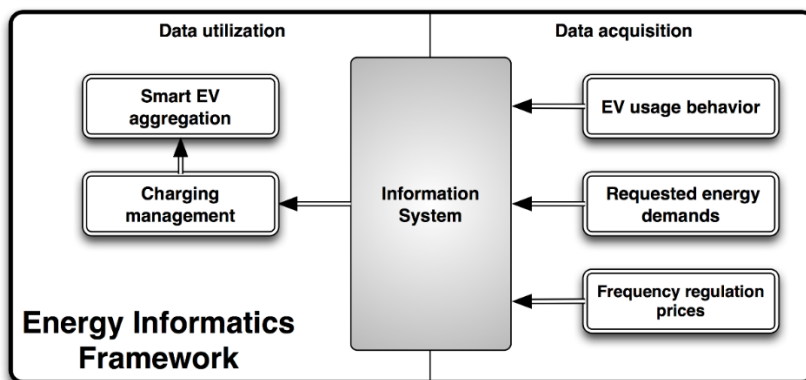 Data utilization
Data acquisition
Smart EV
aggregation
Charging
management
Information
System
EV usage behavior
Requested energy
demands
Frequency regulation
prices
Energy Informatics
Framework